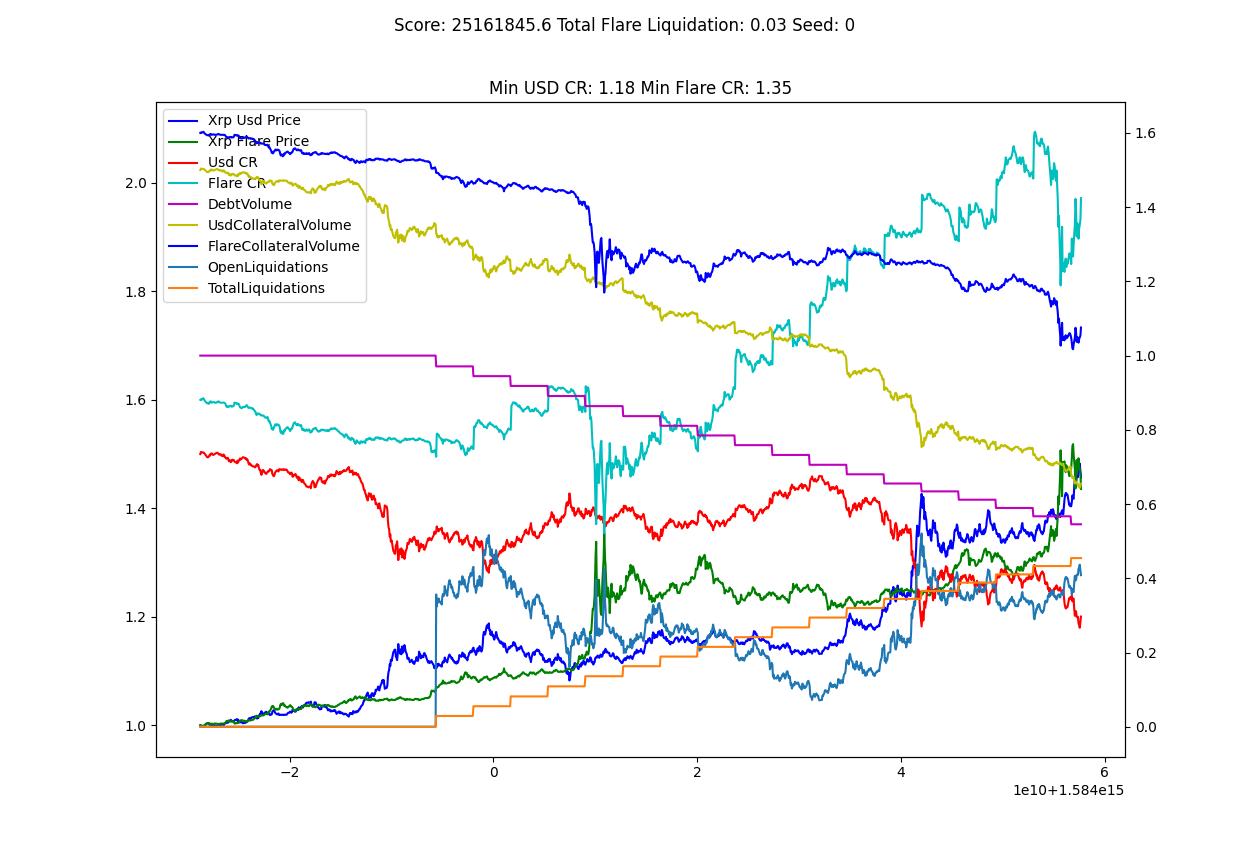 Score: 25161845.6 Total Flare Liquidation: 0.03 Seed: 0
Min USD CR: 1.18 Min Flare CR: 1.35
Xrp Usd Price
Xrp Flare Price
Usd CR
Flare CR
DebtVolume
UsdCollateralVolume
FlareCollateralVolume
OpenLiquidations
TotalLiquidations
2.0
1.8
1.6
1.4
1.2
1.0
1.6
1.4
1.2
1.0
0.8
0.6
0.4
0.2
0.0
−2 0 2 4 6
1e10+1.584e15